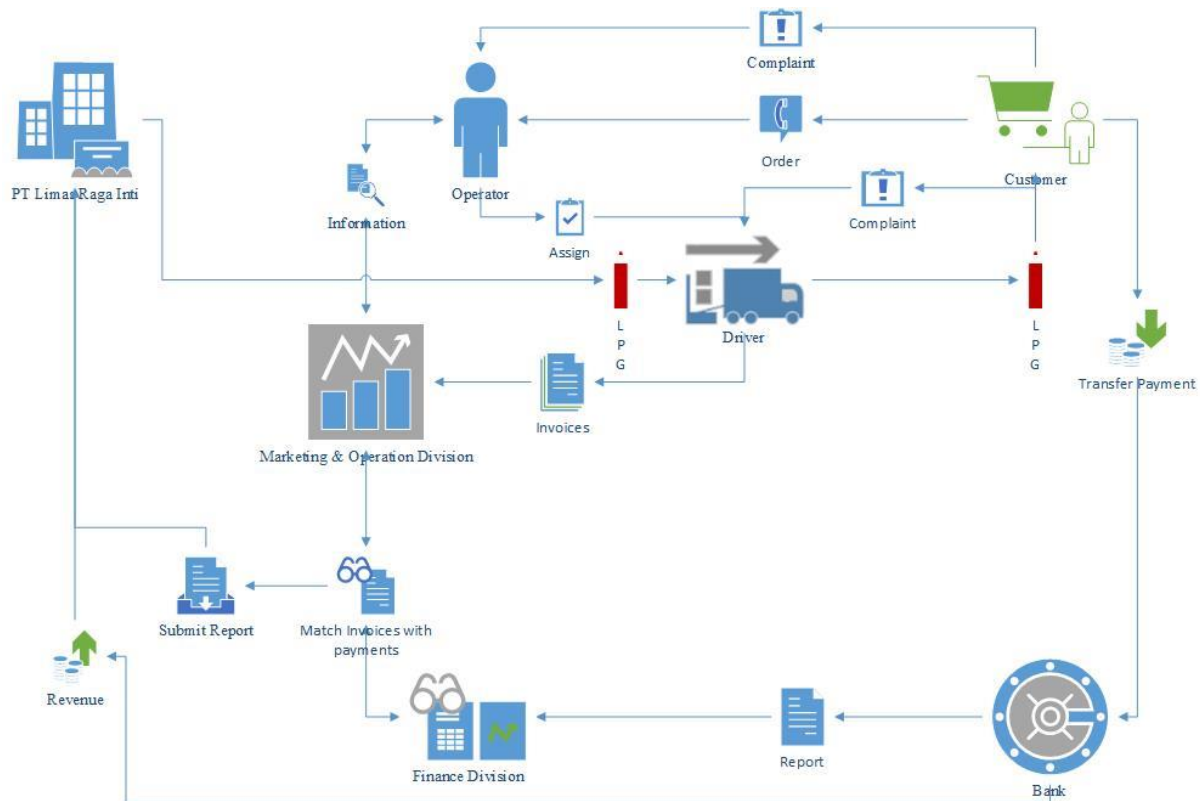 Complaint
PT Limas Raga Inti
Operator
Order
Customer
Information
Assign
Complaint
L
P
G
Driver
L
P
G
Transfer Payment
Invoices
Marketing & Operation Division
Submit Report
Match Invoices with
payments
Revenue
Finance Division
Report
Bank